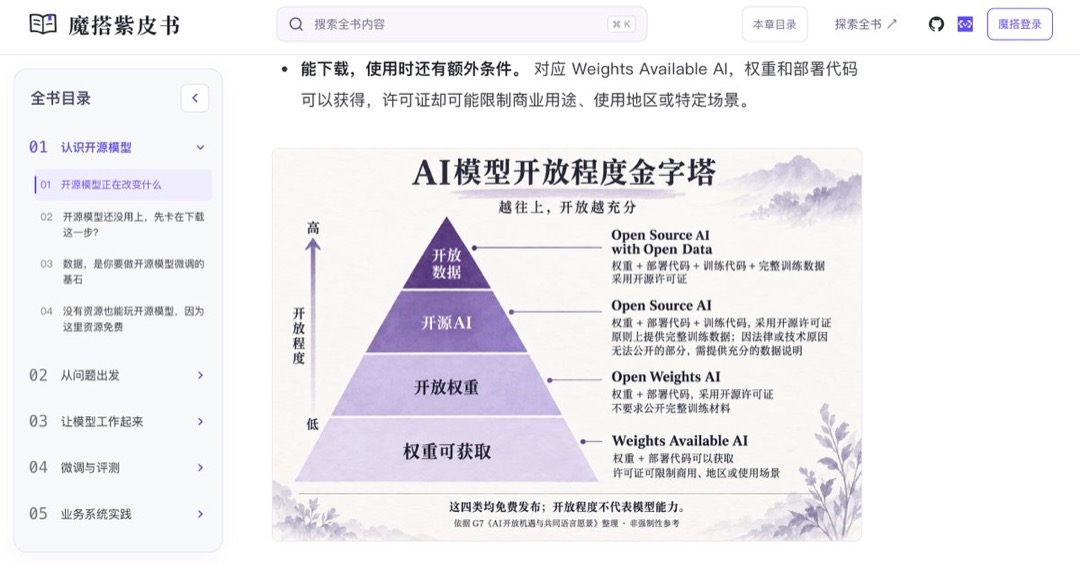 魔搭紫皮书
搜索全书内容
⌘ K
本章目录
探索全书 ↗
魔搭登录
全书目录
01 认识开源模型
01 开源模型正在改变什么
02 开源模型还没用上，先卡在下载
这一步？
03 数据，是你要做开源模型微调的
基石
04 没有资源也能玩开源模型，因为
这里资源免费
02 从问题出发
03 让模型工作起来
04 微调与评测
05 业务系统实践
• 能下载，使用时还有额外条件。 对应 Weights Available AI，权重和部署代码
可以获得，许可证却可能限制商业用途、使用地区或特定场景。
AI模型开放程度金字塔
越往上，开放越充分
高
开放程度
低
开放
数据
Open Source AI
with Open Data
权重 + 部署代码 + 训练代码 + 完整训练数据
采用开源许可证
开源AI
Open Source AI
权重 + 部署代码 + 训练代码, 采用开源许可证
原则上提供完整训练数据；因法律或技术原因
无法公开的部分，需提供充分的数据说明
开放权重
Open Weights AI
权重 + 部署代码, 采用开源许可证
不要求公开完整训练材料
权重可获取
Weights Available AI
权重 + 部署代码可以获取
许可证可限制商用、地区或使用场景
这四类均免费发布；开放程度不代表模型能力。
依据 G7《AI 开放机遇与共同语言愿景》整理 · 非强制性参考